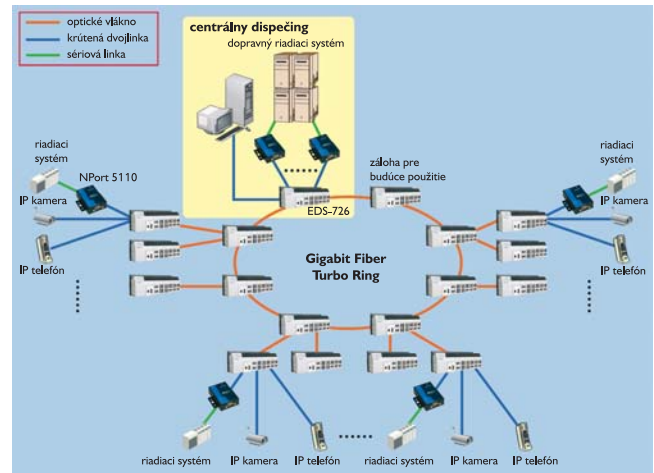 optické vlákno
krútená dvojlinka
sériová linka
centrálny dispečing
dopravný riadiaci systém
riadiaci
systém
NPort 5110
IP kamera
IP telefón
EDS-726
záloha pre
budúce použitie
riadiaci
systém
IP kamera
IP telefón
Gigabit Fiber
Turbo Ring
riadiaci systém
IP kamera
IP telefón
riadiaci systém
IP kamera
IP telefón